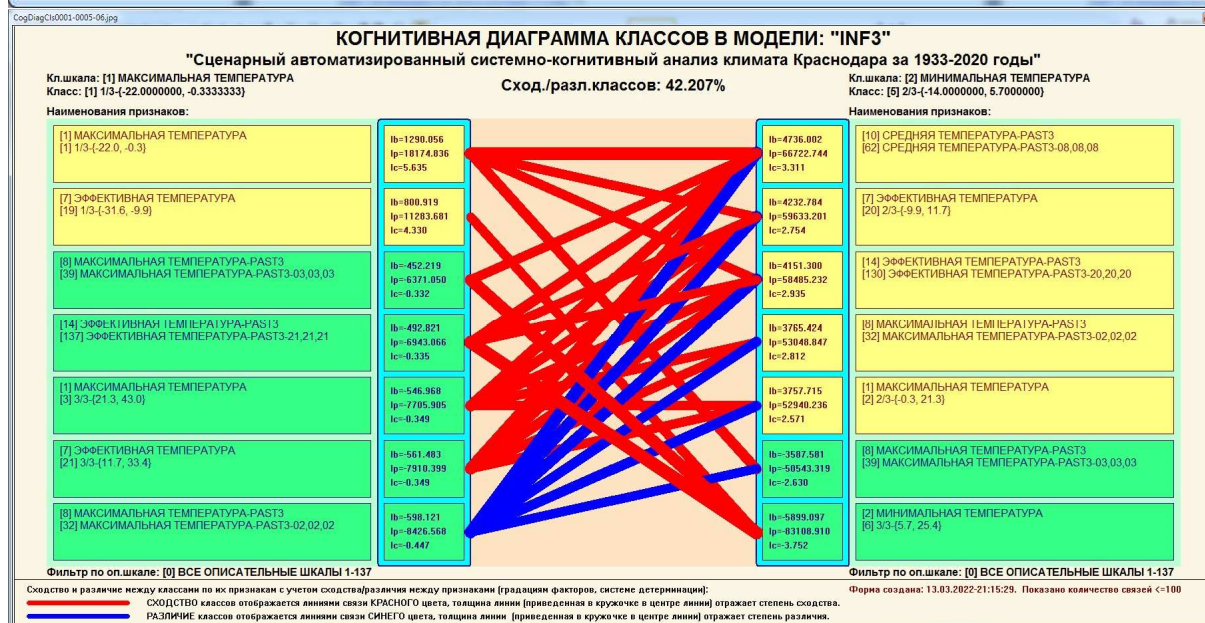 CogDiagCls0001-0005-06.jpg
КОГНИТИВНАЯ ДИАГРАММА КЛАССОВ В МОДЕЛИ: "INF3"
"Сценарный автоматизированный системно-когнитивный анализ климата Краснодара за 1933-2020 годы"
Кл.шкала: [1] МАКСИМАЛЬНАЯ ТЕМПЕРАТУРА
Класс: [1] 1/3-{-22.0000000, -0.3333333}
Сход./разл.классов: 42.207%
Кл.шкала: [2] МИНИМАЛЬНАЯ ТЕМПЕРАТУРА
Класс: [5] 2/3-{-14.0000000, 5.7000000}
Наименования признаков:
Наименования признаков:
[1] МАКСИМАЛЬНАЯ ТЕМПЕРАТУРА
[1] 1/3-{-22.0, -0.3}
Ib=1290.056
Ip=18174.836
Ic=5.635
Ib=4736.002
Ip=66722.744
Ic=3.311
[10] СРЕДНЯЯ ТЕМПЕРАТУРА-PAST3
[62] СРЕДНЯЯ ТЕМПЕРАТУРА-PAST3-08,08,08
[7] ЭФФЕКТИВНАЯ ТЕМПЕРАТУРА
[19] 1/3-{-31.6, -9.9}
Ib=800.919
Ip=11283.681
Ic=4.330
Ib=4232.784
Ip=59633.201
Ic=2.754
[7] ЭФФЕКТИВНАЯ ТЕМПЕРАТУРА
[20] 2/3-{-9.9, 11.7}
[8] МАКСИМАЛЬНАЯ ТЕМПЕРАТУРА-PAST3
[39] МАКСИМАЛЬНАЯ ТЕМПЕРАТУРА-PAST3-03,03,03
Ib=-452.219
Ip=-6371.050
Ic=-0.332
Ib=4151.300
Ip=58485.232
Ic=2.935
[14] ЭФФЕКТИВНАЯ ТЕМПЕРАТУРА-PAST3
[130] ЭФФЕКТИВНАЯ ТЕМПЕРАТУРА-PAST3-20,20,20
[14] ЭФФЕКТИВНАЯ ТЕМПЕРАТУРА-PAST3
[137] ЭФФЕКТИВНАЯ ТЕМПЕРАТУРА-PAST3-21,21,21
Ib=-492.821
Ip=-6943.066
Ic=-0.335
Ib=3765.424
Ip=53048.847
Ic=2.812
[8] МАКСИМАЛЬНАЯ ТЕМПЕРАТУРА-PAST3
[32] МАКСИМАЛЬНАЯ ТЕМПЕРАТУРА-PAST3-02,02,02
[1] МАКСИМАЛЬНАЯ ТЕМПЕРАТУРА
[3] 3/3-{21.3, 43.0}
Ib=-546.968
Ip=-7705.905
Ic=-0.349
Ib=3757.715
Ip=52940.236
Ic=2.571
[1] МАКСИМАЛЬНАЯ ТЕМПЕРАТУРА
[2] 2/3-{-0.3, 21.3}
[7] ЭФФЕКТИВНАЯ ТЕМПЕРАТУРА
[21] 3/3-{11.7, 33.4}
Ib=-561.483
Ip=-7910.399
Ic=-0.349
Ib=-3587.581
Ip=-50543.319
Ic=-2.630
[8] МАКСИМАЛЬНАЯ ТЕМПЕРАТУРА-PAST3
[39] МАКСИМАЛЬНАЯ ТЕМПЕРАТУРА-PAST3-03,03,03
[8] МАКСИМАЛЬНАЯ ТЕМПЕРАТУРА-PAST3
[32] МАКСИМАЛЬНАЯ ТЕМПЕРАТУРА-PAST3-02,02,02
Ib=-598.121
Ip=-8426.568
Ic=-0.447
Ib=-5899.097
Ip=-83108.910
Ic=-3.752
[2] МИНИМАЛЬНАЯ ТЕМПЕРАТУРА
[6] 3/3-{5.7, 25.4}
Фильтр по оп.шкале: [0] ВСЕ ОПИСАТЕЛЬНЫЕ ШКАЛЫ 1-137
Фильтр по оп.шкале: [0] ВСЕ ОПИСАТЕЛЬНЫЕ ШКАЛЫ 1-137
Сходство и различие между классами по их признакам с учетом сходства/различия между признаками (градациям факторов, системе детерминации):
Форма создана: 13.03.2022-21:15:29. Показано количество связей <=100
СХОДСТВО классов отображается линиями связи КРАСНОГО цвета, толщина линии (приведенная в кружочке в центре линии) отражает степень сходства.
РАЗЛИЧИЕ классов отображается линиями связи СИНЕГО цвета, толщина линии (приведенная в кружочке в центре линии) отражает степень различия.